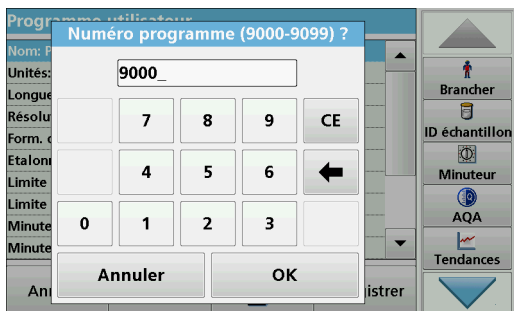 Programme utilisateur
Numéro programme (9000-9099) ?
Nom: P
Unités:
Longue
Résolu
Form. c
Etalonn
Limite
Limite
Minute
Minute
9000_
7 8 9 CE
4 5 6
0 1 2 3
Annuler OK
An
istrer
Brancher
ID échantillon
Minuteur
AQA
Tendances